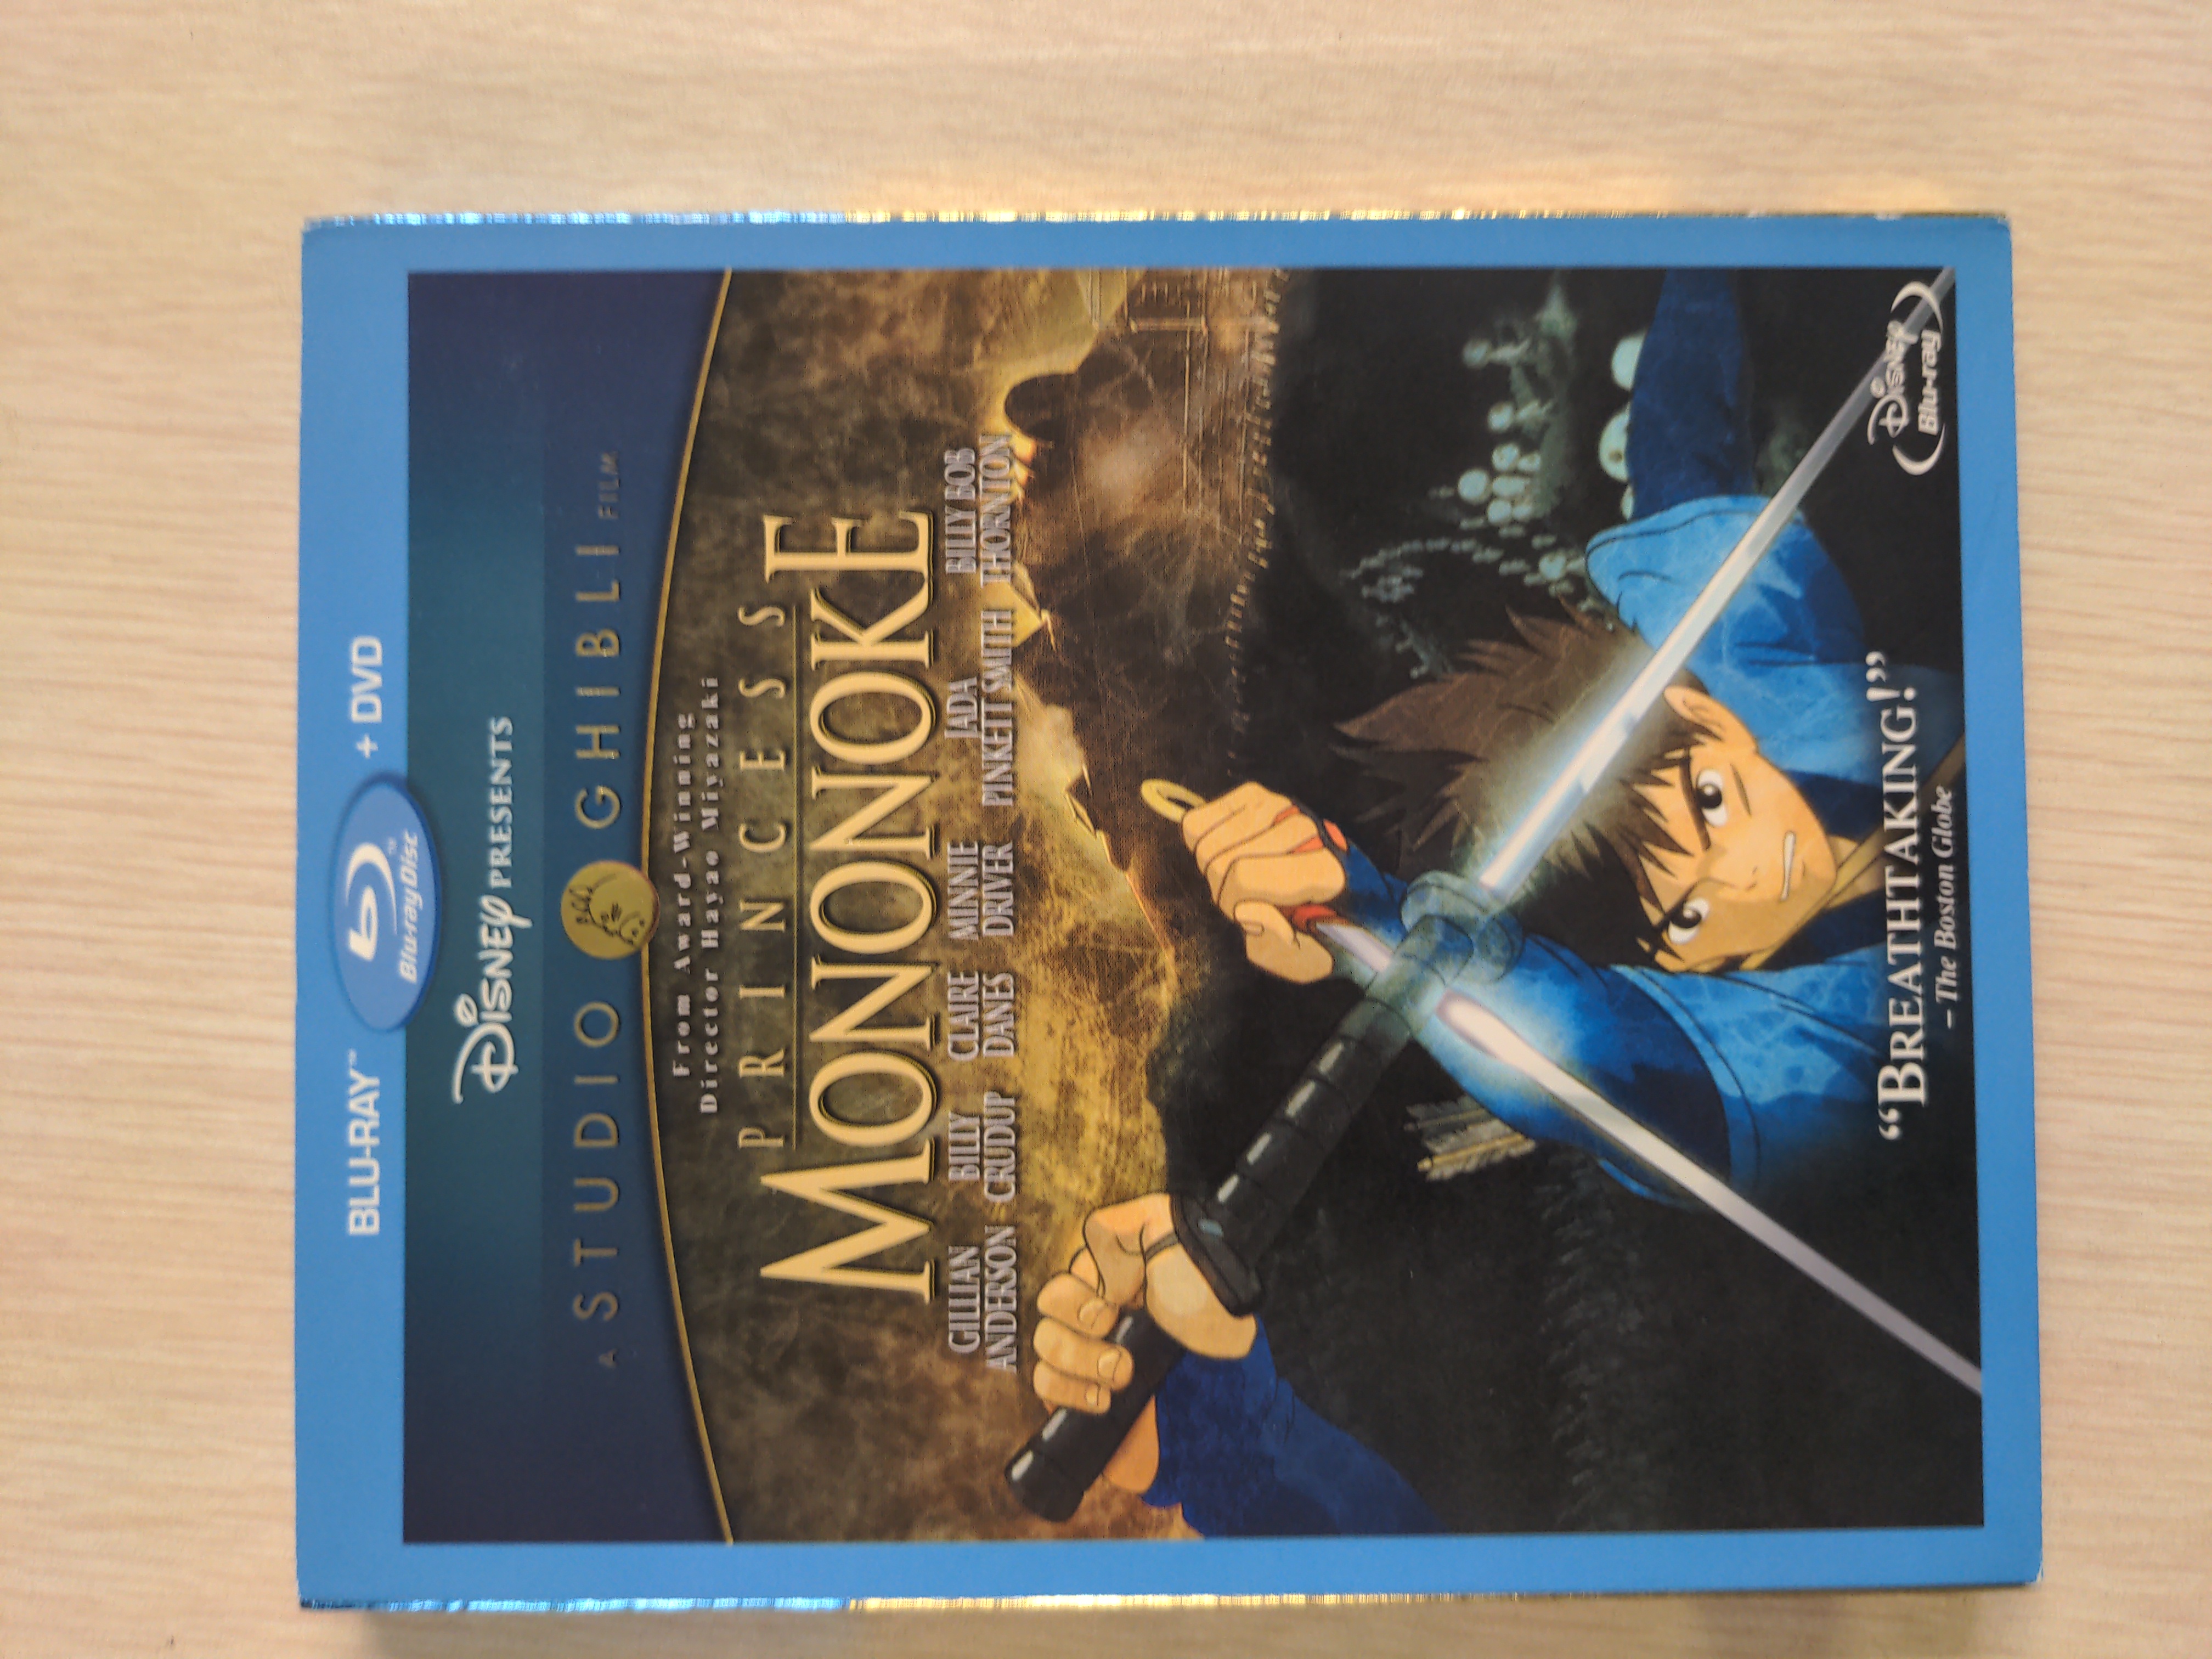 BLU-RAY™ Blu-ray Disc™ + DVD
Disney PRESENTS
A STUDIO GHIBLI FILM
From Award-Winning
Director Hayao Miyazaki
PRINCESS
MONONOKE
GILLIAN BILLY CLAIRE MINNIE JADA BILLY BOB
ANDERSON CRUDUP DANES DRIVER PINKETT SMITH THORNTON
“BREATHTAKING!”
– The Boston Globe
Disney
Blu-ray